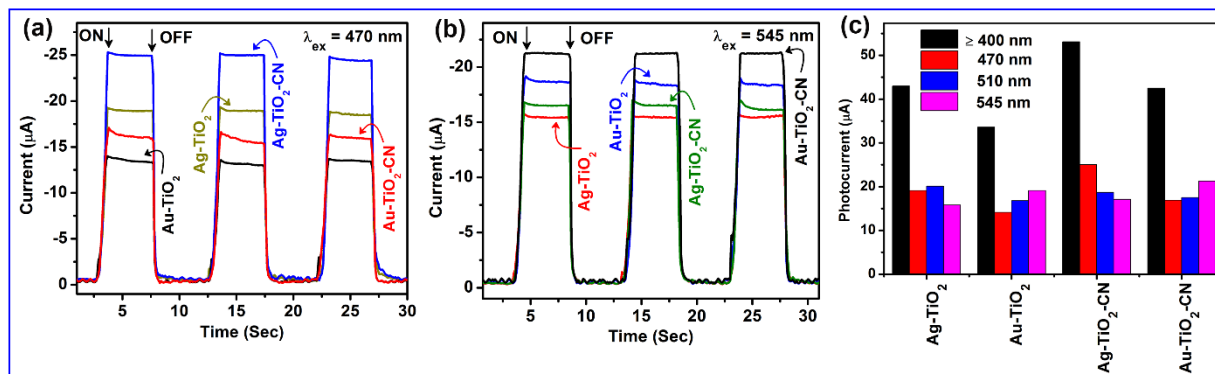 (a)
ON
OFF
λex = 470 nm
Ag-TiO2
Ag-TiO2-CN
Au-TiO2
Au-TiO2-CN
Current (μA)
-25
-20
-15
-10
-5
0
5
10
15
20
25
30
Time (Sec)
(b)
ON
OFF
λex = 545 nm
Ag-TiO2
Au-TiO2
Ag-TiO2-CN
Au-TiO2-CN
Current (μA)
-20
-15
-10
-5
0
5
10
15
20
25
30
Time (Sec)
(c)
≥ 400 nm
470 nm
510 nm
545 nm
Photocurrent (μA)
50
40
30
20
10
0
Ag-TiO2
Au-TiO2
Ag-TiO2-CN
Au-TiO2-CN